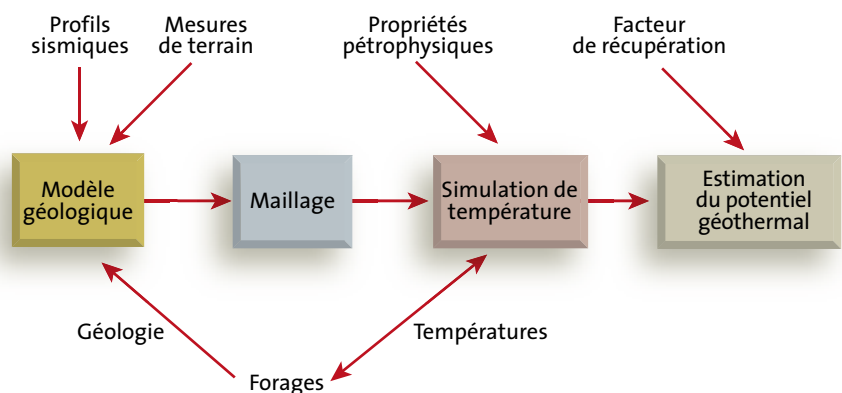 Profils
sismiques
Mesures
de terrain
Propriétés
pétrophysiques
Facteur
de récupération
Modèle
géologique
Maillage
Simulation de
température
Estimation
du potentiel
géothermal
Géologie
Températures
Forages